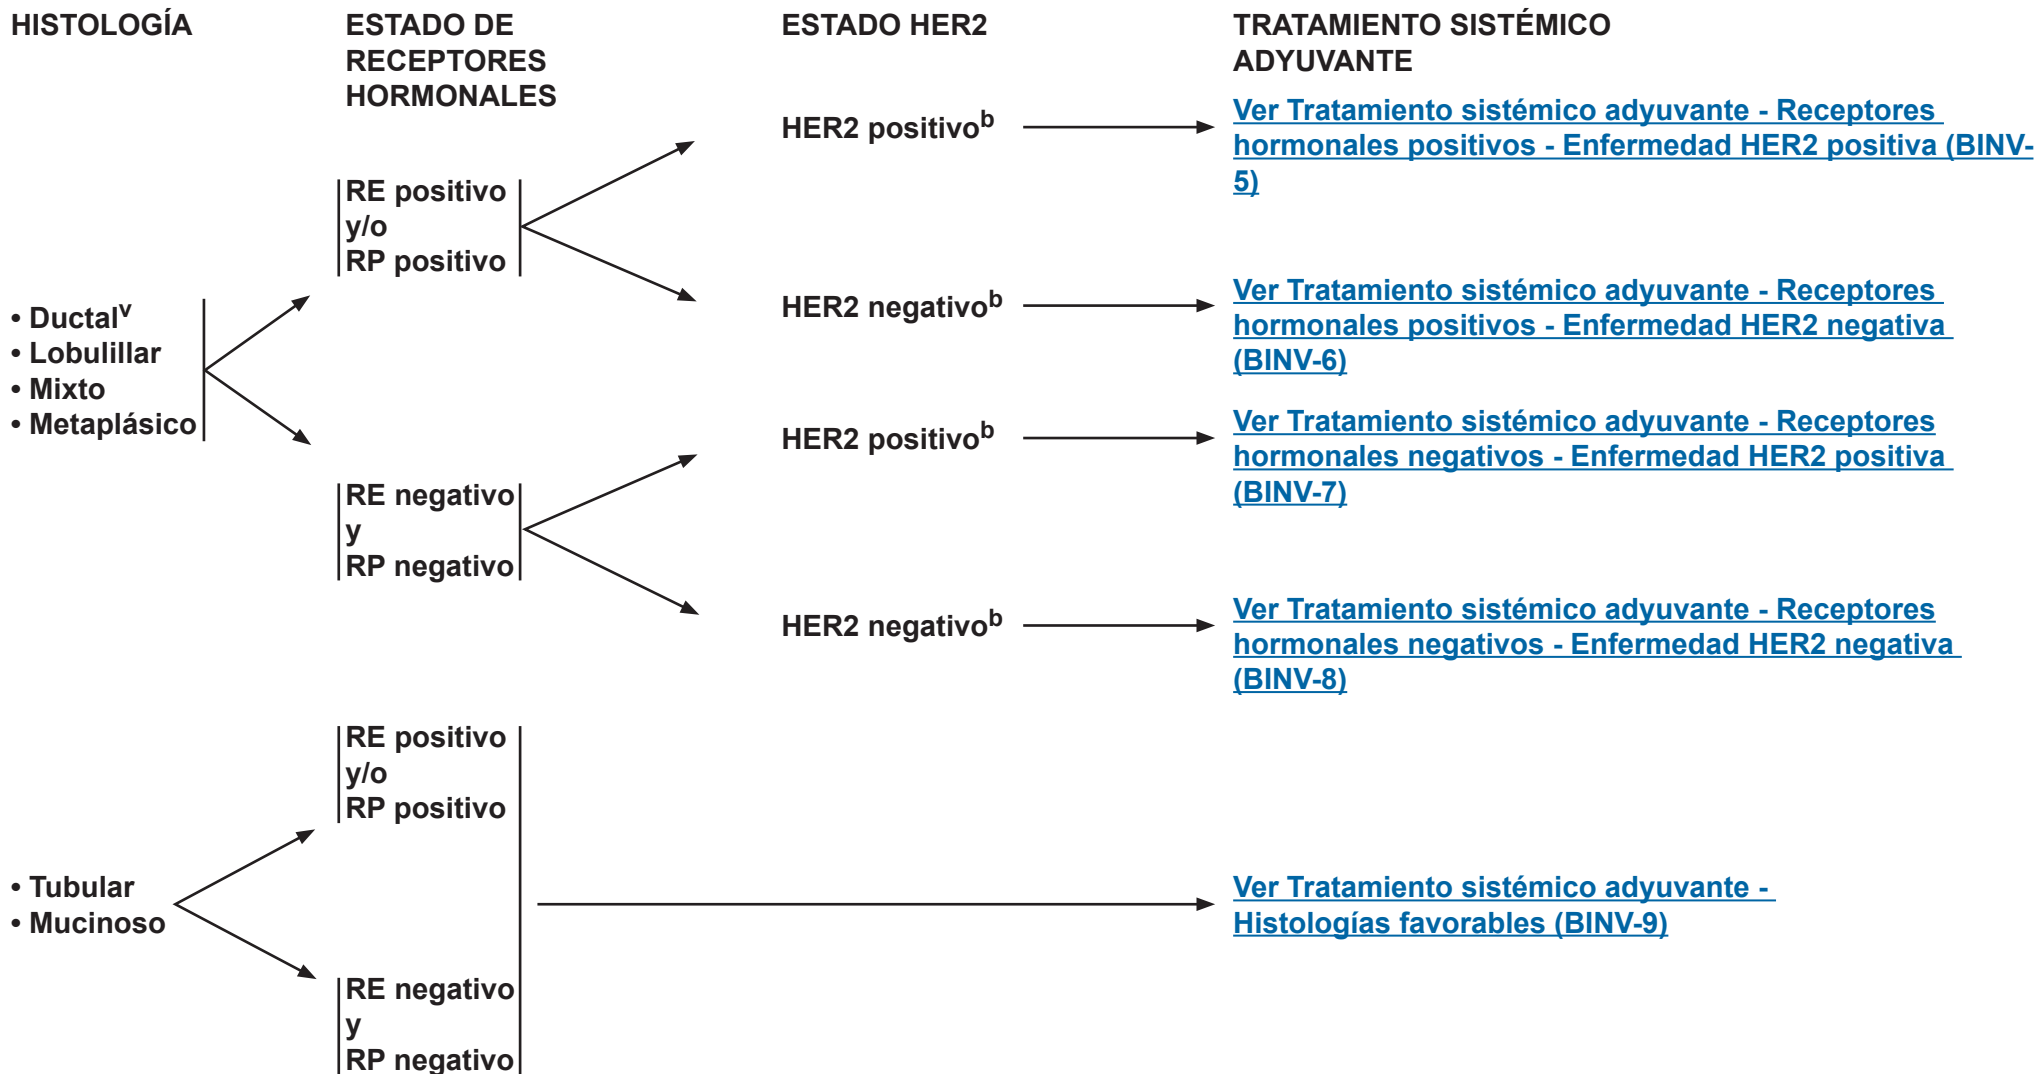 HISTOLOGÍA
ESTADO DE
RECEPTORES
HORMONALES
ESTADO HER2
TRATAMIENTO SISTÉMICO
ADYUVANTE
• Ductalv
• Lobulillar
• Mixto
• Metaplásico
RE positivo
y/o
RP positivo
HER2 positivob
Ver Tratamiento sistémico adyuvante - Receptores
hormonales positivos - Enfermedad HER2 positiva (BINV-
5)
HER2 negativob
Ver Tratamiento sistémico adyuvante - Receptores
hormonales positivos - Enfermedad HER2 negativa
(BINV-6)
RE negativo
y
RP negativo
HER2 positivob
Ver Tratamiento sistémico adyuvante - Receptores
hormonales negativos - Enfermedad HER2 positiva
(BINV-7)
HER2 negativob
Ver Tratamiento sistémico adyuvante - Receptores
hormonales negativos - Enfermedad HER2 negativa
(BINV-8)
• Tubular
• Mucinoso
RE positivo
y/o
RP positivo
RE negativo
y
RP negativo
Ver Tratamiento sistémico adyuvante -
Histologías favorables (BINV-9)